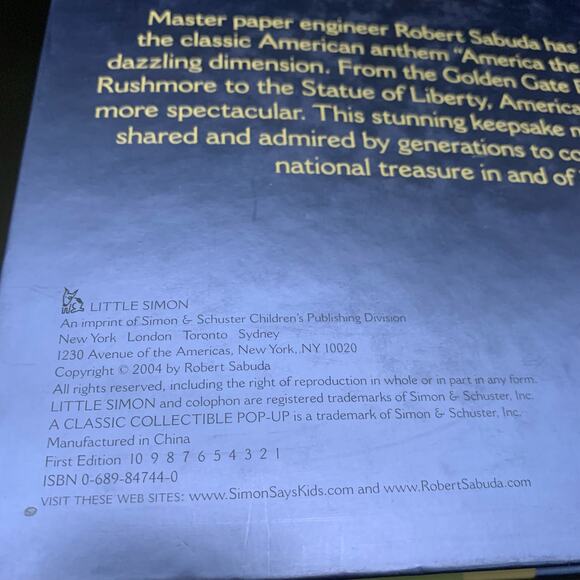 Master paper engineer Robert Sabuda has
the classic American anthem "America the
dazzling dimension. From the Golden Gate
Rushmore to the Statue of Liberty, America
more spectacular. This stunning keepsake
shared and admired by generations to
national treasure in and of
LITTLE SIMON
An imprint of Simon & Schuster Children's Publishing Division
New York London Toronto Sydney
1230 Avenue of the Americas, New York, NY 10020
Copyright © 2004 by Robert Sabuda
All rights reserved, including the right of reproduction in whole or in part in any form.
LITTLE SIMON and colophon are registered trademarks of Simon & Schuster, Inc.
A CLASSIC COLLECTIBLE POP-UP is a trademark of Simon & Schuster, Inc.
Manufactured in China
First Edition 10 9 8 7 6 5 4 3 2 1
ISBN 0-689-84744-0
VISIT THESE WEB SITES: www.SimonSaysKids.com and www.RobertSabuda.com